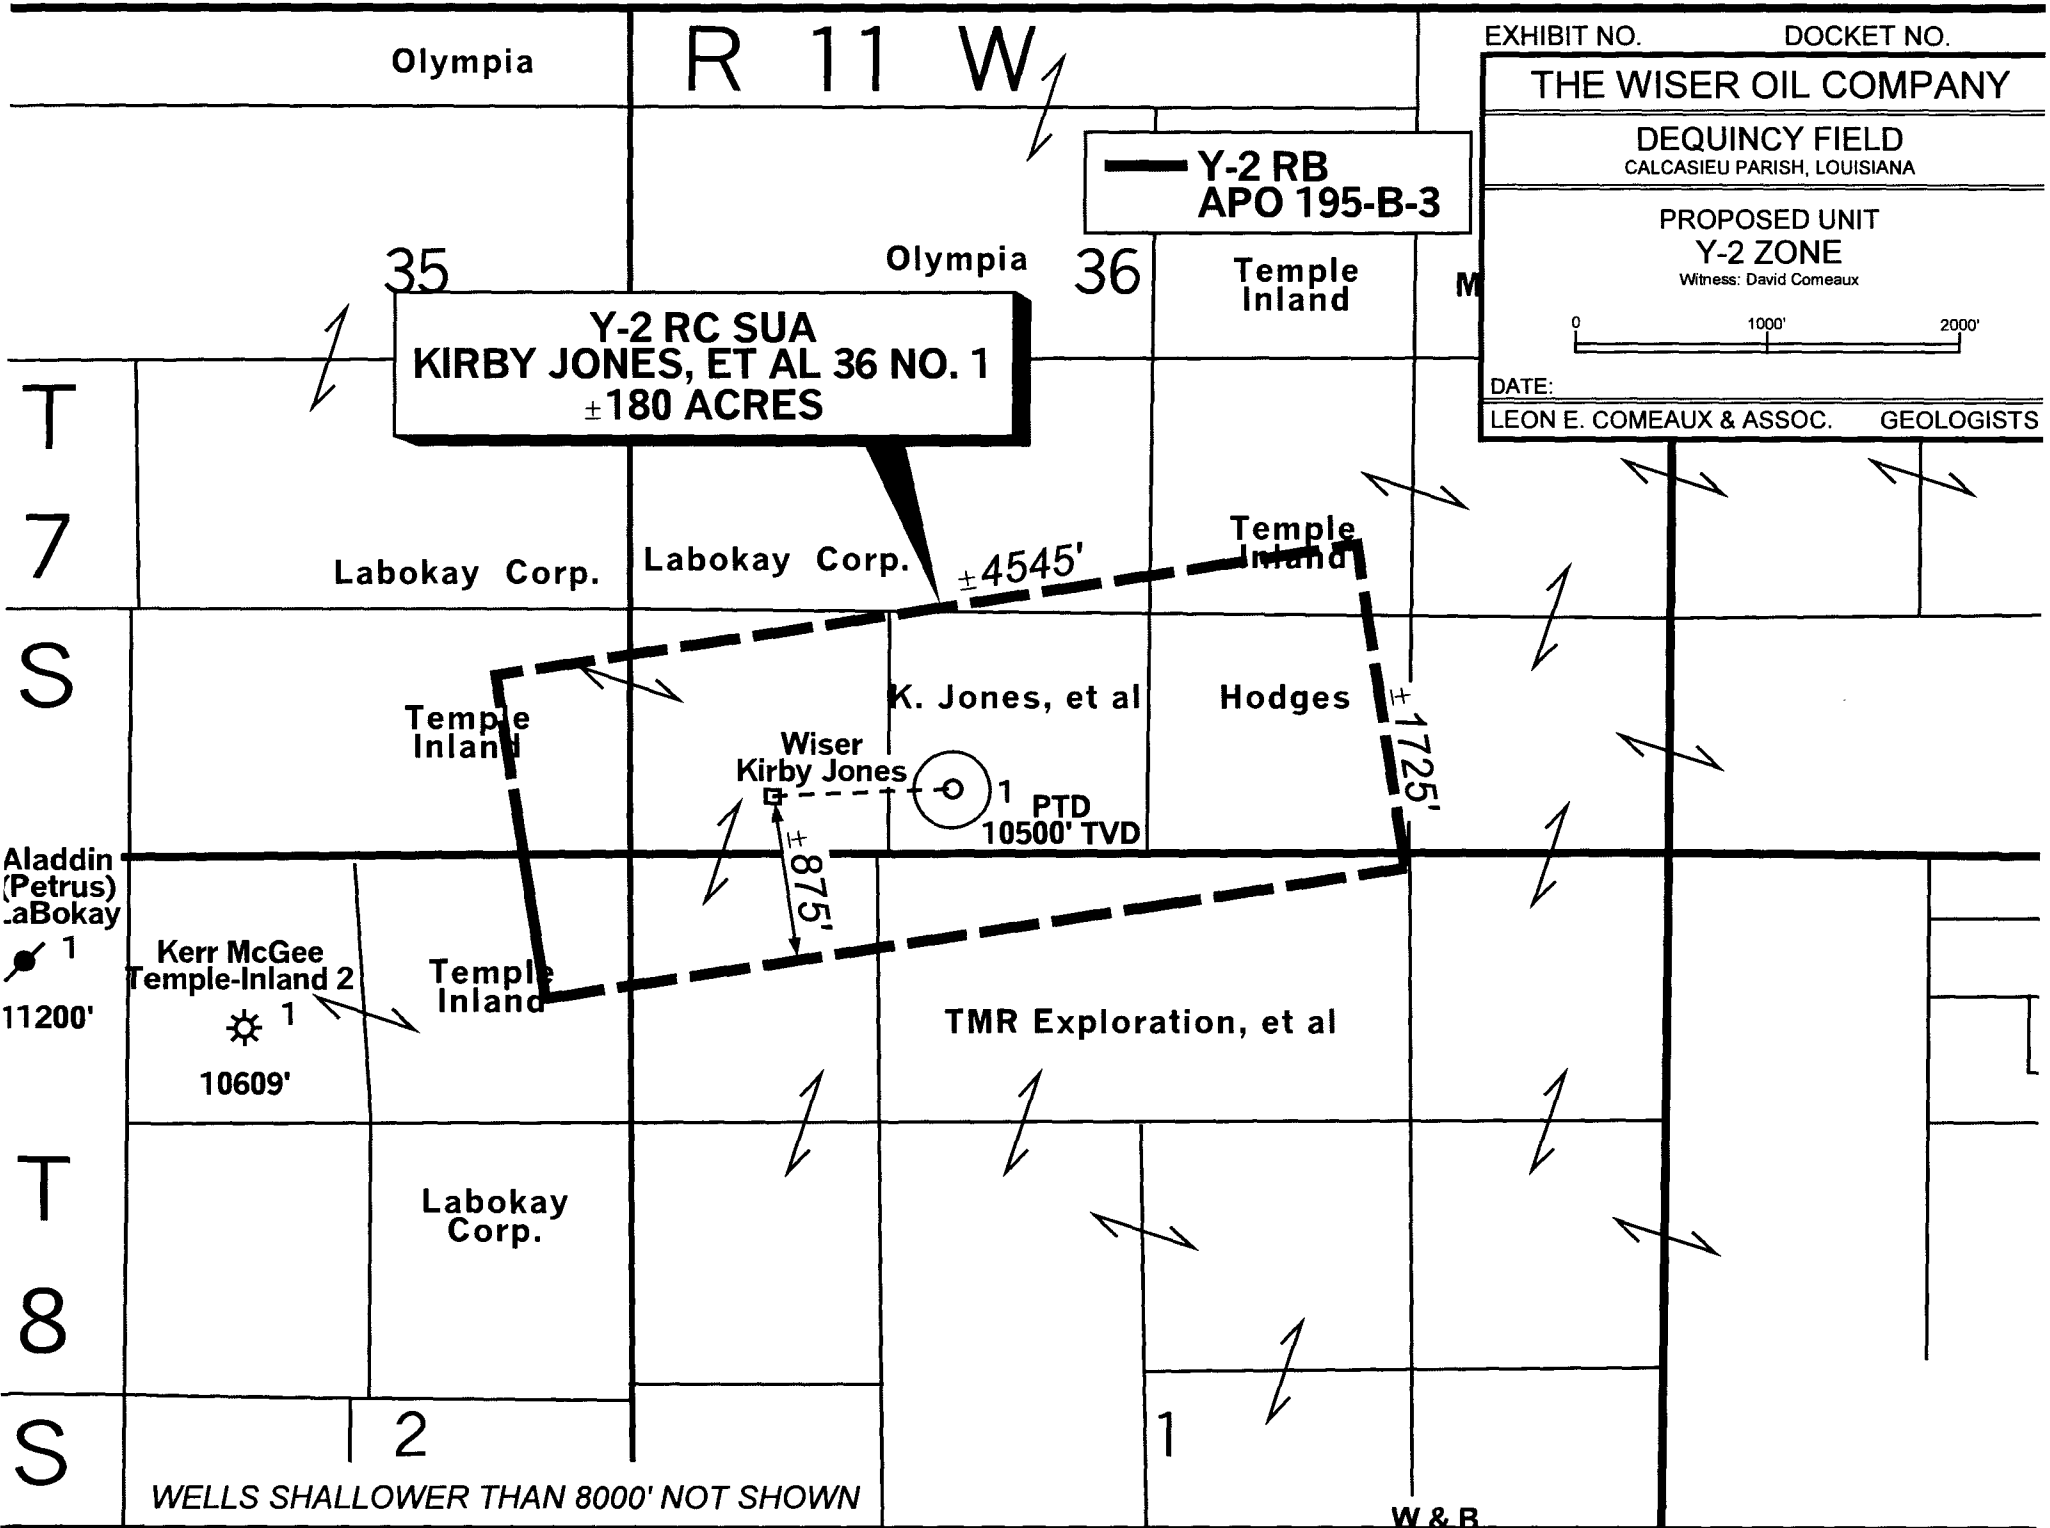 EXHIBIT NO. DOCKET NO.
THE WISER OIL COMPANY
DEQUINCY FIELD
CALCASIEU PARISH, LOUISIANA
PROPOSED UNIT
Y-2 ZONE
Witness: David Comeaux
0 1000' 2000'
DATE:
LEON E. COMEAUX & ASSOC. GEOLOGISTS
Olympia
R 11 W
Y-2 RB
APO 195-B-3
35
Olympia
36
Temple
Inland
M
Y-2 RC SUA
KIRBY JONES, ET AL 36 NO. 1
±180 ACRES
T
7
S
Labokay Corp.
Labokay Corp.
±4545'
Temple
Inland
Temple
Inland
K. Jones, et al
Hodges
±1725'
Wiser
Kirby Jones
1
PTD
10500' TVD
±875'
Aladdin
(Petrus)
LaBokay
1
11200'
Kerr McGee
Temple-Inland 2
1
10609'
Temple
Inland
TMR Exploration, et al
T
8
S
Labokay
Corp.
2
1
WELLS SHALLOWER THAN 8000' NOT SHOWN
W & B